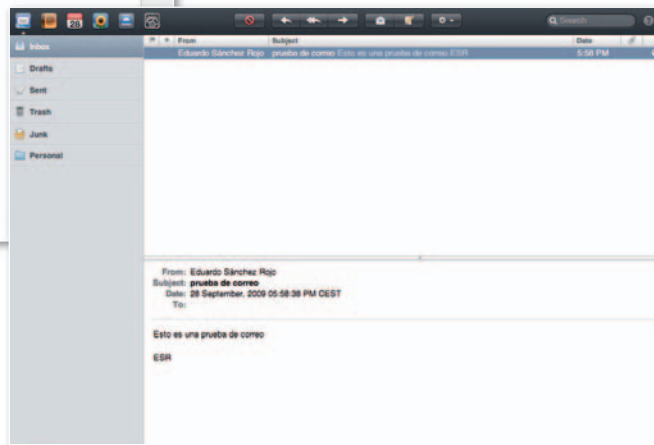 28
Search
Inbox
Drafts
Sent
Trash
Junk
Personal
From Subject Date
Eduardo Sánchez Rojo prueba de correo Esto es una prueba de correo ESR 5:58 PM
From: Eduardo Sánchez Rojo
Subject: prueba de correo
Date: 28 September, 2009 05:58:38 PM CEST
To:
Esto es una prueba de correo
ESR